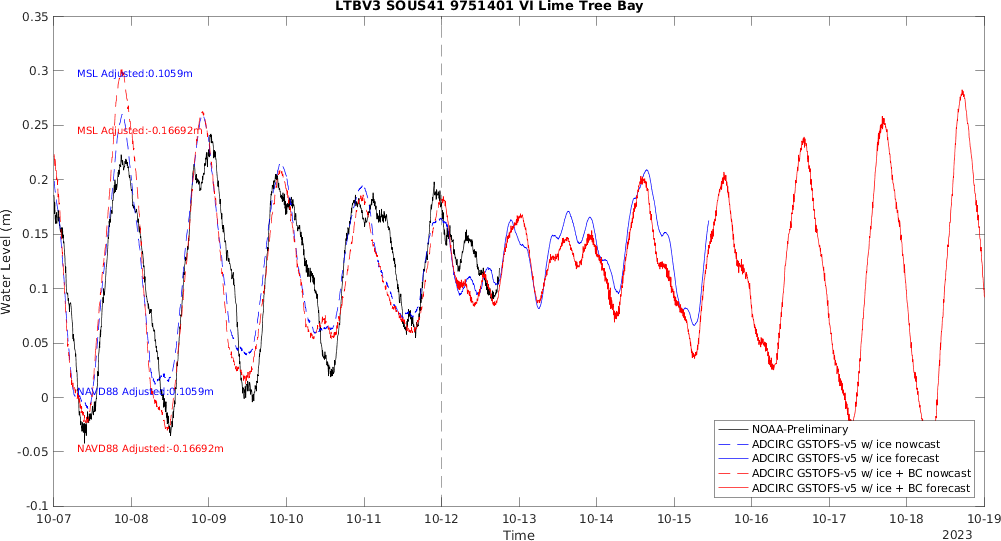 LTBV3 SOUS41 9751401 VI Lime Tree Bay
Water Level (m)
0.35
0.3
0.25
0.2
0.15
0.1
0.05
0
-0.05
-0.1
MSL Adjusted:0.1059m
MSL Adjusted:-0.16692m
NAVD88 Adjusted:0.1059m
NAVD88 Adjusted:-0.16692m
NOAA-Preliminary
ADCIRC GSTOFS-v5 w/ ice nowcast
ADCIRC GSTOFS-v5 w/ ice forecast
ADCIRC GSTOFS-v5 w/ ice + BC nowcast
ADCIRC GSTOFS-v5 w/ ice + BC forecast
10-07 10-08 10-09 10-10 10-11 10-12 10-13 10-14 10-15 10-16 10-17 10-18 10-19
Time
2023